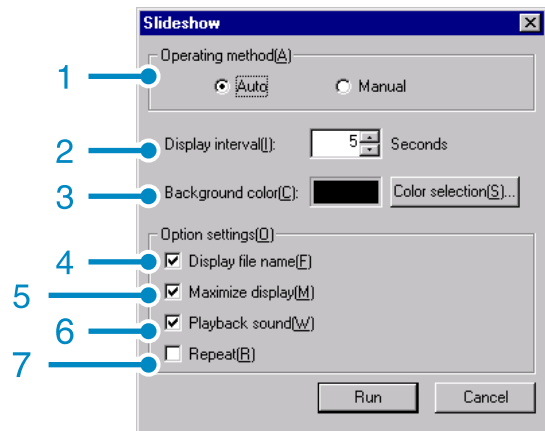 Slideshow
Operating method(A)
1
Auto Manual
2 Display interval(I): 5 Seconds
3 Background color(C): Color selection(S)...
Option settings(O)
4 Display file name(F)
5 Maximize display(M)
6 Playback sound(W)
7 Repeat(R)
Run Cancel